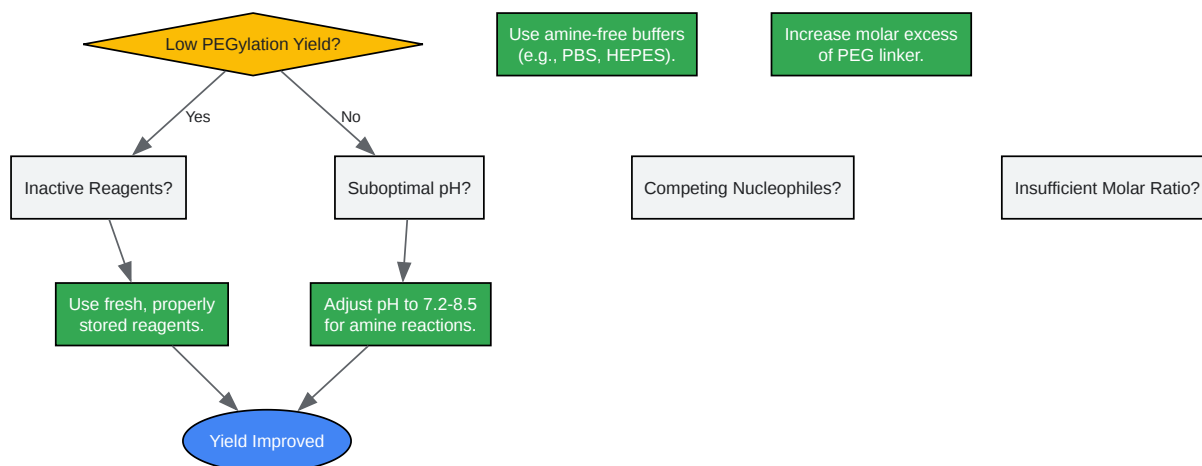 Low PEGylation Yield?
Use amine-free buffers
(e.g., PBS, HEPES).
Increase molar excess
of PEG linker.
Yes
No
Inactive Reagents?
Suboptimal pH?
Competing Nucleophiles?
Insufficient Molar Ratio?
Use fresh, properly
stored reagents.
Adjust pH to 7.2-8.5
for amine reactions.
Yield Improved